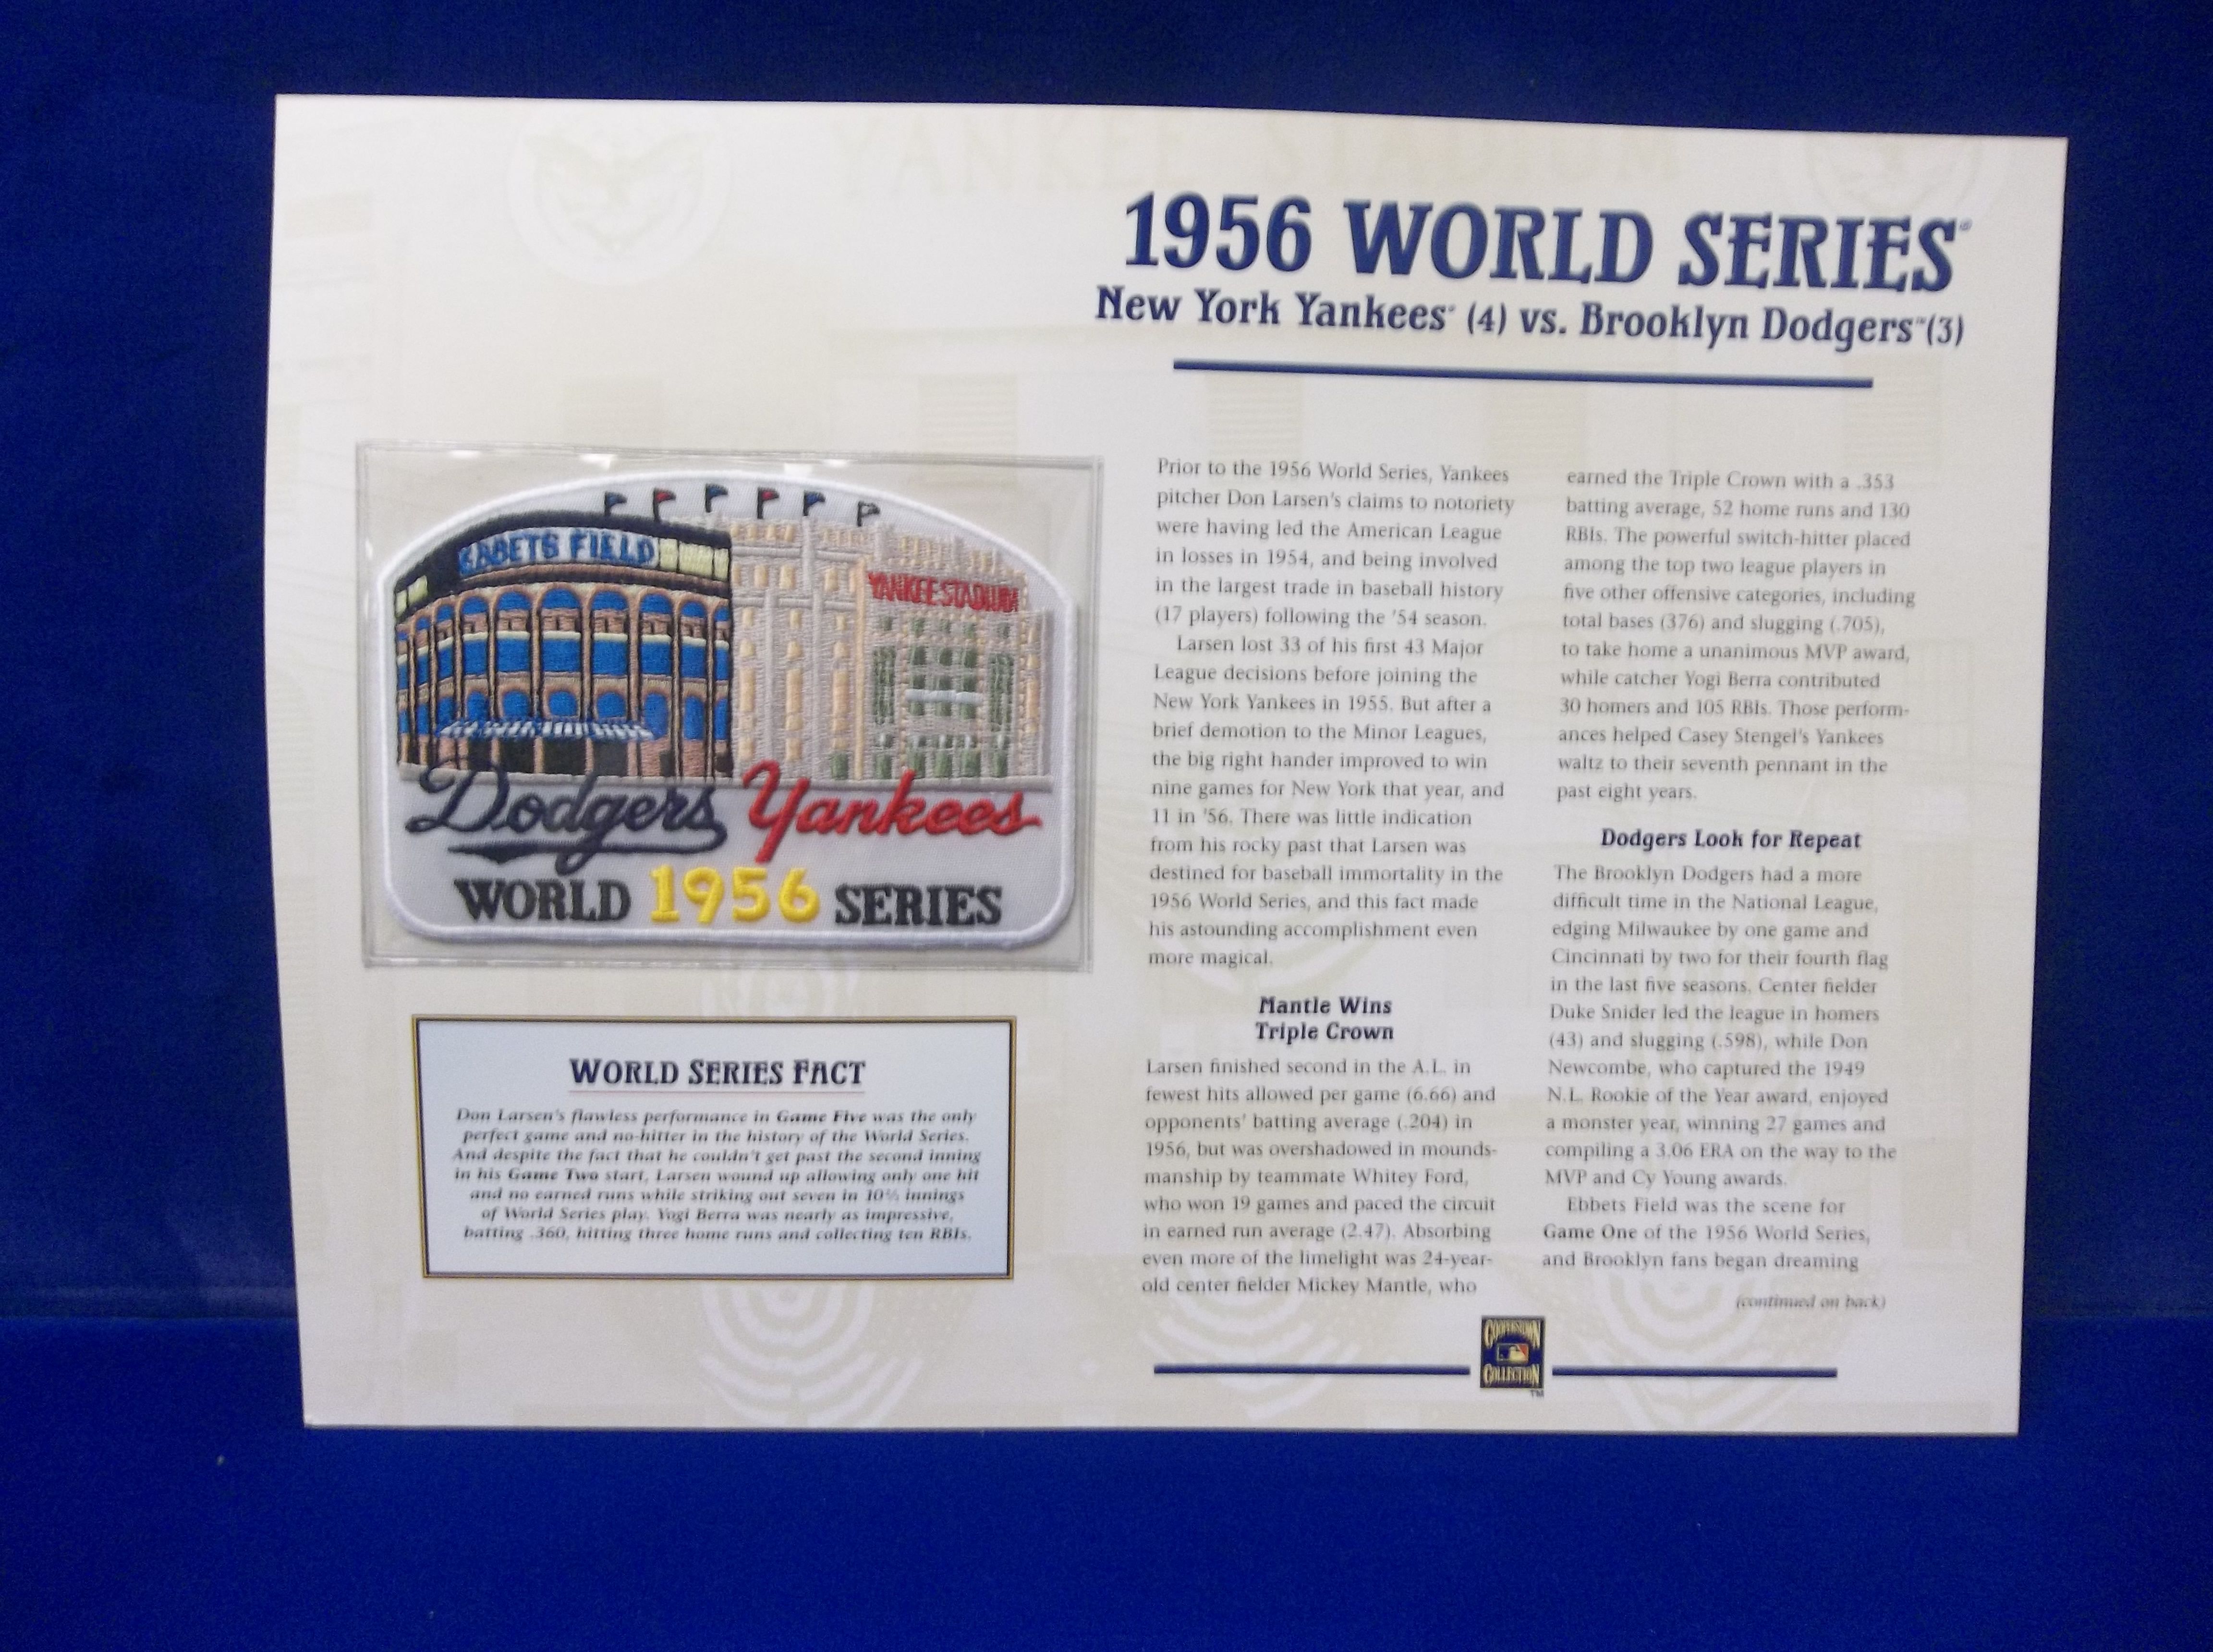 YANKEE STADIUM
1956 WORLD SERIES®
New York Yankees® (4) vs. Brooklyn Dodgers™(3)
EBBETS FIELD
YANKEE STADIUM
Dodgers Yankees
WORLD 1956 SERIES
WORLD SERIES FACT
Don Larsen's flawless performance in Game Five was the only
perfect game and no-hitter in the history of the World Series.
And despite the fact that he couldn't get past the second inning
in his Game Two start, Larsen wound up allowing only one hit
and no earned runs while striking out seven in 10⅔ innings
of World Series play. Yogi Berra was nearly as impressive,
batting .360, hitting three home runs and collecting ten RBIs.
Prior to the 1956 World Series, Yankees
pitcher Don Larsen's claims to notoriety
were having led the American League
in losses in 1954, and being involved
in the largest trade in baseball history
(17 players) following the '54 season.
Larsen lost 33 of his first 43 Major
League decisions before joining the
New York Yankees in 1955. But after a
brief demotion to the Minor Leagues,
the big right hander improved to win
nine games for New York that year, and
11 in '56. There was little indication
from his rocky past that Larsen was
destined for baseball immortality in the
1956 World Series, and this fact made
his astounding accomplishment even
more magical.
Mantle Wins
Triple Crown
Larsen finished second in the A.L. in
fewest hits allowed per game (6.66) and
opponents' batting average (.204) in
1956, but was overshadowed in mounds-
manship by teammate Whitey Ford,
who won 19 games and paced the circuit
in earned run average (2.47). Absorbing
even more of the limelight was 24-year-
old center fielder Mickey Mantle, who
earned the Triple Crown with a .353
batting average, 52 home runs and 130
RBIs. The powerful switch-hitter placed
among the top two league players in
five other offensive categories, including
total bases (376) and slugging (.705),
to take home a unanimous MVP award,
while catcher Yogi Berra contributed
30 homers and 105 RBIs. Those perform-
ances helped Casey Stengel's Yankees
waltz to their seventh pennant in the
past eight years.
Dodgers Look for Repeat
The Brooklyn Dodgers had a more
difficult time in the National League,
edging Milwaukee by one game and
Cincinnati by two for their fourth flag
in the last five seasons. Center fielder
Duke Snider led the league in homers
(43) and slugging (.598), while Don
Newcombe, who captured the 1949
N.L. Rookie of the Year award, enjoyed
a monster year, winning 27 games and
compiling a 3.06 ERA on the way to the
MVP and Cy Young awards.
Ebbets Field was the scene for
Game One of the 1956 World Series,
and Brooklyn fans began dreaming
(continued on back)
COOPERSTOWN
COLLECTION
TM